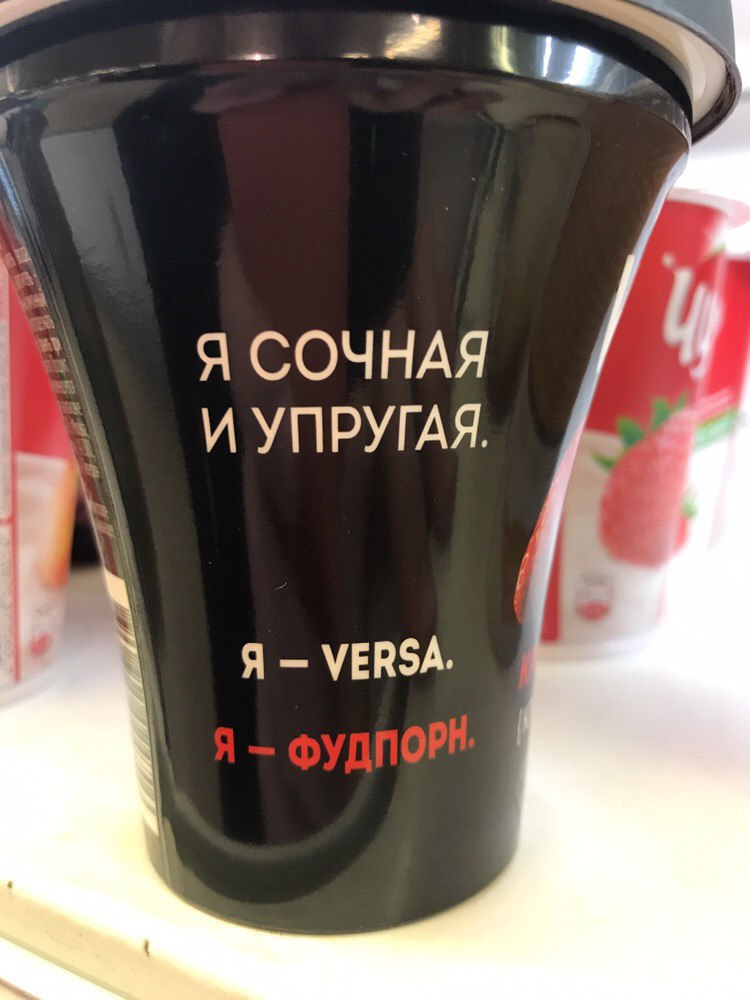 Я СОЧНАЯ
И УПРУГАЯ.
Я – VERSA.
Я – ФУДПОРН.